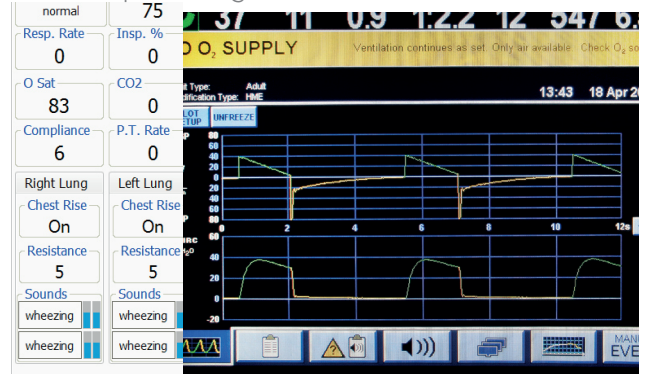 normal
75
Resp. Rate
Insp. %
0
0
O Sat
CO2
83
0
Compliance
P.T. Rate
6
0
Right Lung
Left Lung
Chest Rise
Chest Rise
On
On
Resistance
Resistance
5
5
Sounds
Sounds
wheezing
wheezing
wheezing
wheezing
37 11 0.9 1:2.2 12 547 6.
O₂ SUPPLY
Ventilation continues as set. Only air available. Check O₂
Type: Adult
Type: HME
13:43 18 Apr
UNFREEZE
80
60
40
20
0
20
40
60
80
0 2 4 6 8 10 12s
60
40
20
0
-20